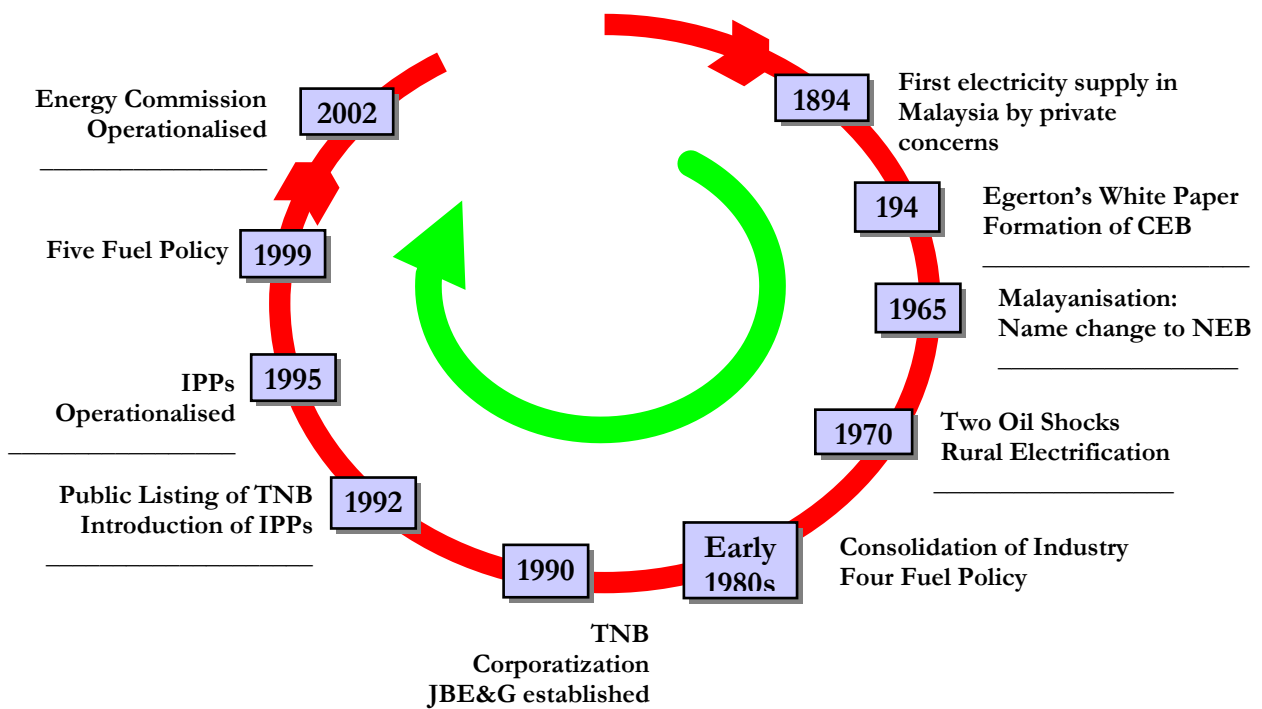 1894
First electricity supply in
Malaysia by private
concerns
194
Egerton’s White Paper
Formation of CEB
1965
Malayanisation:
Name change to NEB
1970
Two Oil Shocks
Rural Electrification
Early
1980s
Consolidation of Industry
Four Fuel Policy
1990
TNB
Corporatization
JBE&G established
1992
Public Listing of TNB
Introduction of IPPs
1995
IPPs
Operationalised
1999
Five Fuel Policy
2002
Energy Commission
Operationalised